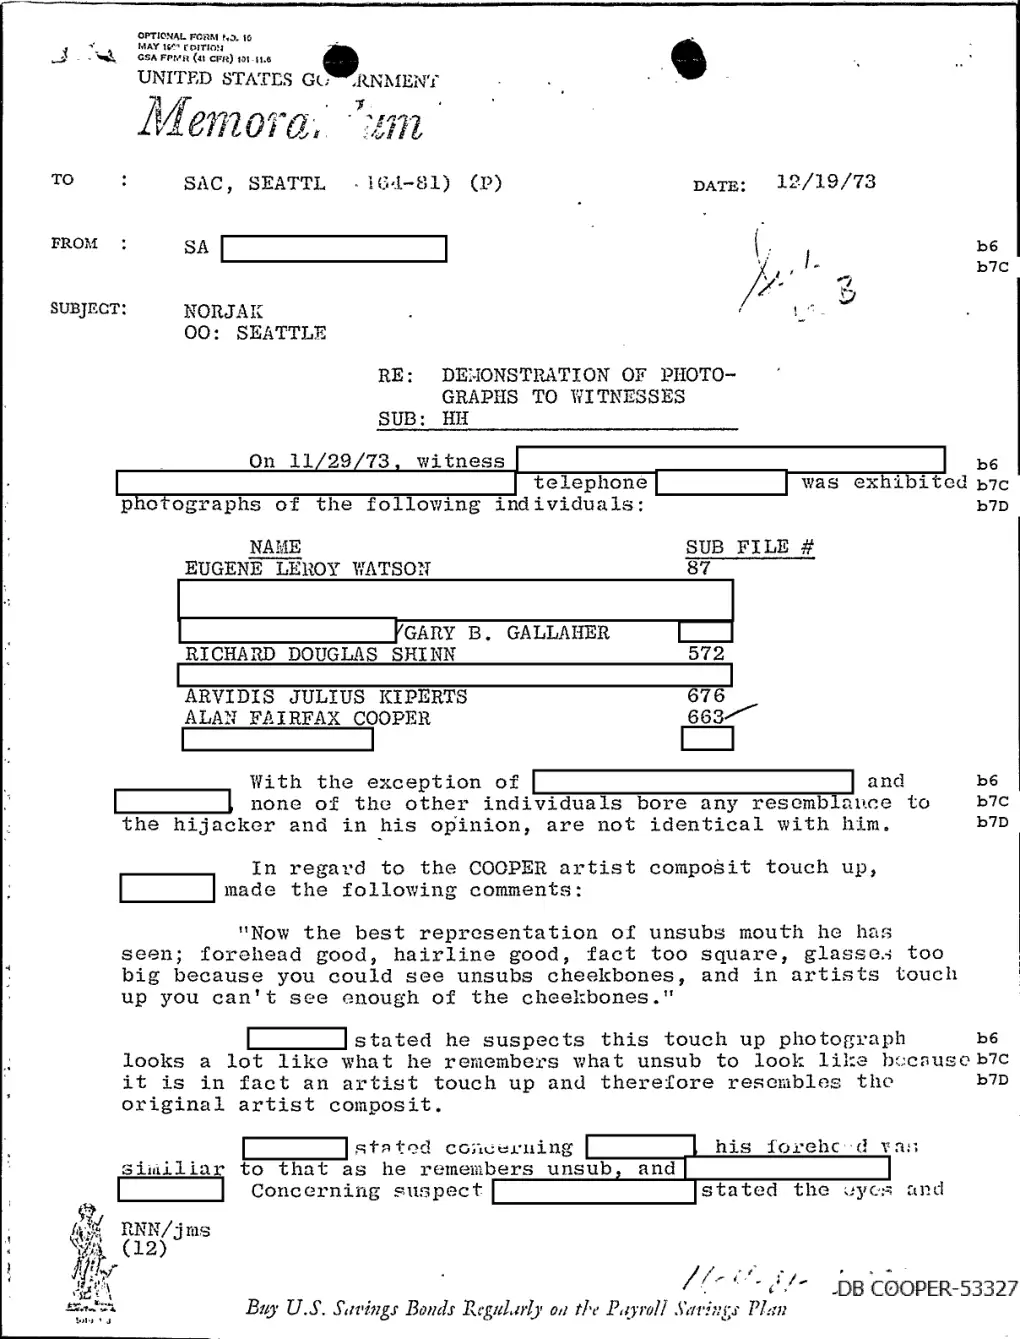 OPTIONAL FORM NO. 10
MAY EDITION
GSA FPMR (41 CFR) 101-11.6
UNITED STATES
TO : SAC, SEATTL 164-81) (P) DATE: 12/19/73
FROM : SA b6
b7C
SUBJECT: NORJAK
OO: SEATTLE
B
RE: DEMONSTRATION OF PHOTO-
GRAPHS TO WITNESSES
SUB: HH
On 11/29/73, witness b6
telephone was exhibited b7C
photographs of the following individuals: b7D
NAME SUB FILE #
EUGENE LEROY WATSON 87
/GARY B. GALLAHER
RICHARD DOUGLAS SHINN 572
ARVIDIS JULIUS KIPERTS 676
ALAN FAIRFAX COOPER 663
With the exception of and b6
, none of the other individuals bore any resemblance to b7C
the hijacker and in his opinion, are not identical with him. b7D
In regard to the COOPER artist composit touch up,
made the following comments:
"Now the best representation of unsubs mouth he has
seen; forehead good, hairline good, fact too square, glasses too
big because you could see unsubs cheekbones, and in artists touch
up you can't see enough of the cheekbones."
stated he suspects this touch up photograph b6
looks a lot like what he remembers what unsub to look like because b7C
it is in fact an artist touch up and therefore resembles the b7D
original artist composit.
stated concerning , his forehead was
similiar to that as he remembers unsub, and
Concerning suspect stated the eyes and
RNN/jms
(12)
DB COOPER-53327
Buy U.S. Savings Bonds Regularly on the Payroll Savings Plan